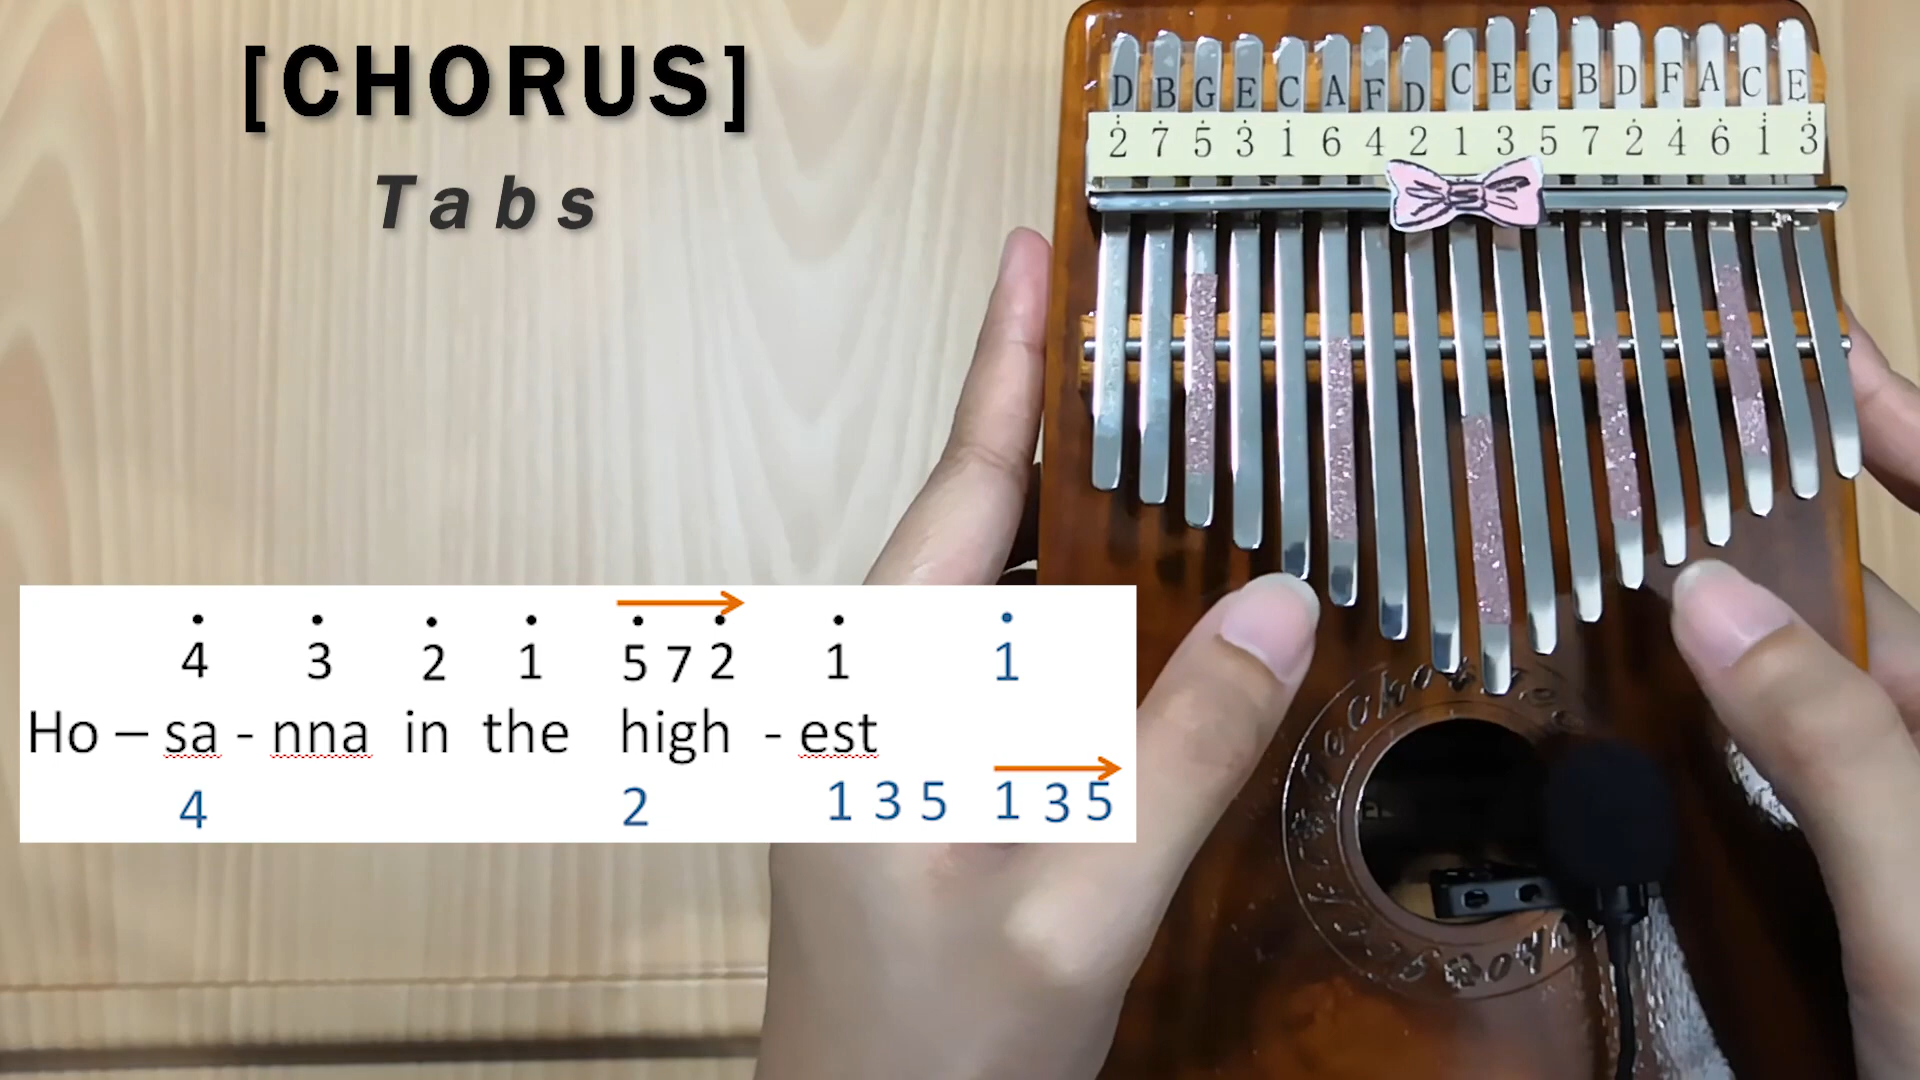 [CHORUS]
Tabs
D B G E C A F D C E G B D F A C E
2 7 5 3 1 6 4 2 1 3 5 7 2 4 6 1 3
4̇ 3̇ 2̇ 1̇ 5̇ 7 2̇ 1̇ 1̇
Ho – sa - nna in the high - est
4 2 1 3 5 1 3 5